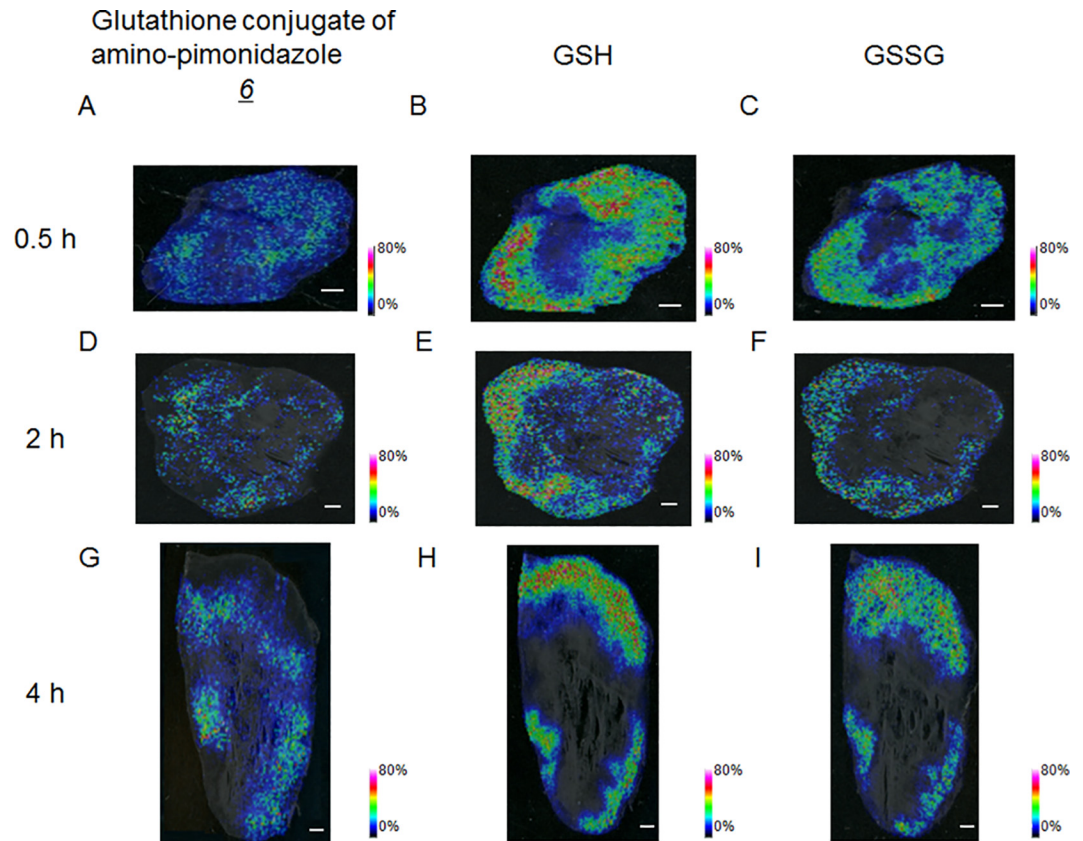 Glutathione conjugate of
amino-pimonidazole
6
GSH
GSSG
A
B
C
0.5 h
80%
0%
80%
0%
80%
0%
D
E
F
2 h
80%
0%
80%
0%
80%
0%
G
H
I
4 h
80%
0%
80%
0%
80%
0%